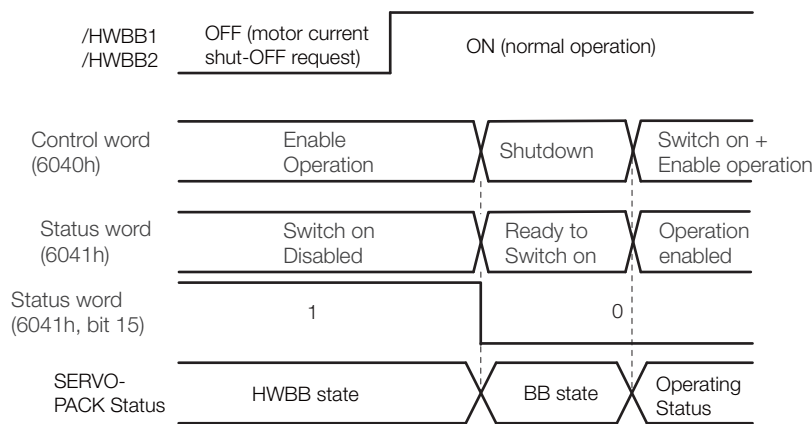 /HWBB1
/HWBB2
OFF (motor current
shut-OFF request)
ON (normal operation)
Control word
(6040h)
Enable
Operation
Shutdown
Switch on +
Enable operation
Status word
(6041h)
Switch on
Disabled
Ready to
Switch on
Operation
enabled
Status word
(6041h, bit 15)
1
0
SERVO-
PACK Status
HWBB state
BB state
Operating
Status